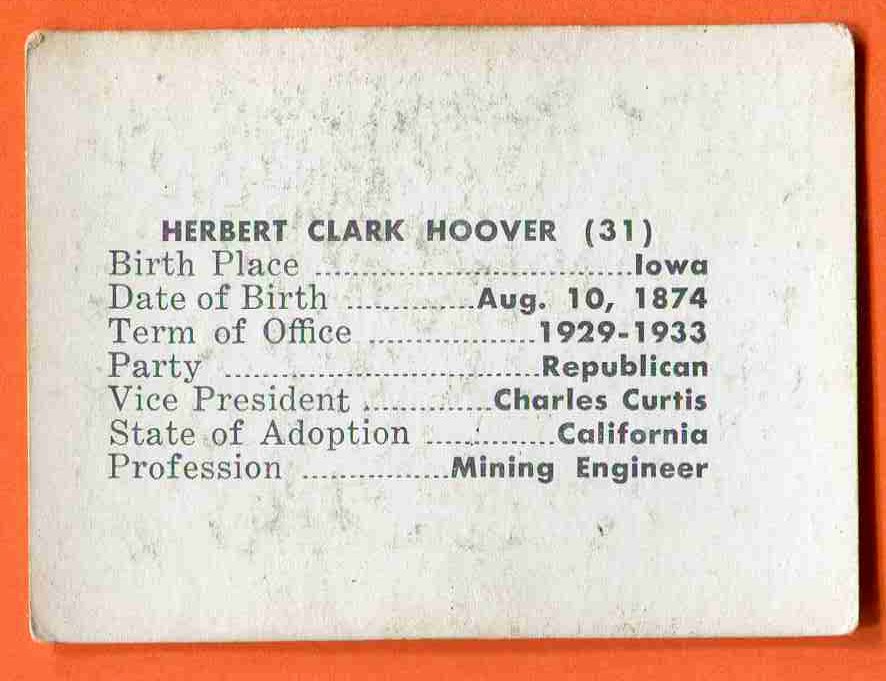 HERBERT CLARK HOOVER (31)
Birth Place ................................Iowa
Date of Birth .............Aug. 10, 1874
Term of Office .................1929-1933
Party ................................Republican
Vice President .............Charles Curtis
State of Adoption .............California
Profession ...............Mining Engineer